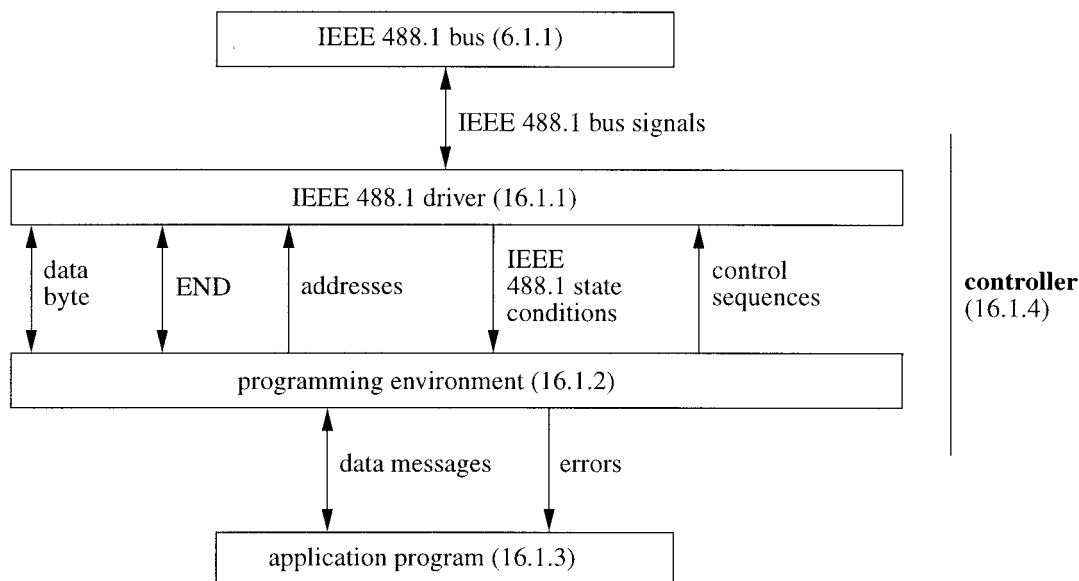 IEEE 488.1 bus (6.1.1)
IEEE 488.1 bus signals
IEEE 488.1 driver (16.1.1)
data
byte
END
addresses
IEEE
488.1 state
conditions
control
sequences
controller
(16.1.4)
programming environment (16.1.2)
data messages
errors
application program (16.1.3)